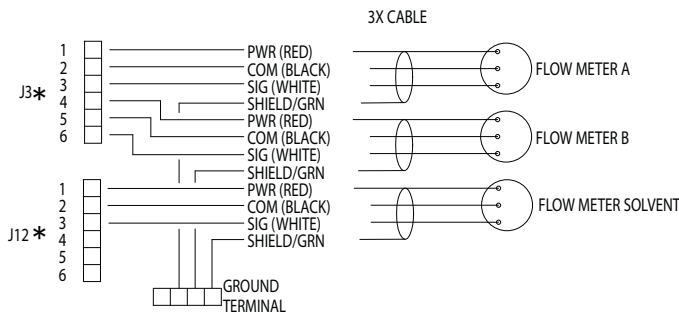 3X CABLE
1
2
3
4
5
6
J3*
PWR (RED)
COM (BLACK)
SIG (WHITE)
SHIELD/GRN
PWR (RED)
COM (BLACK)
SIG (WHITE)
SHIELD/GRN
PWR (RED)
COM (BLACK)
SIG (WHITE)
SHIELD/GRN
FLOW METER A
FLOW METER B
FLOW METER SOLVENT
1
2
3
4
5
6
J12*
GROUND
TERMINAL